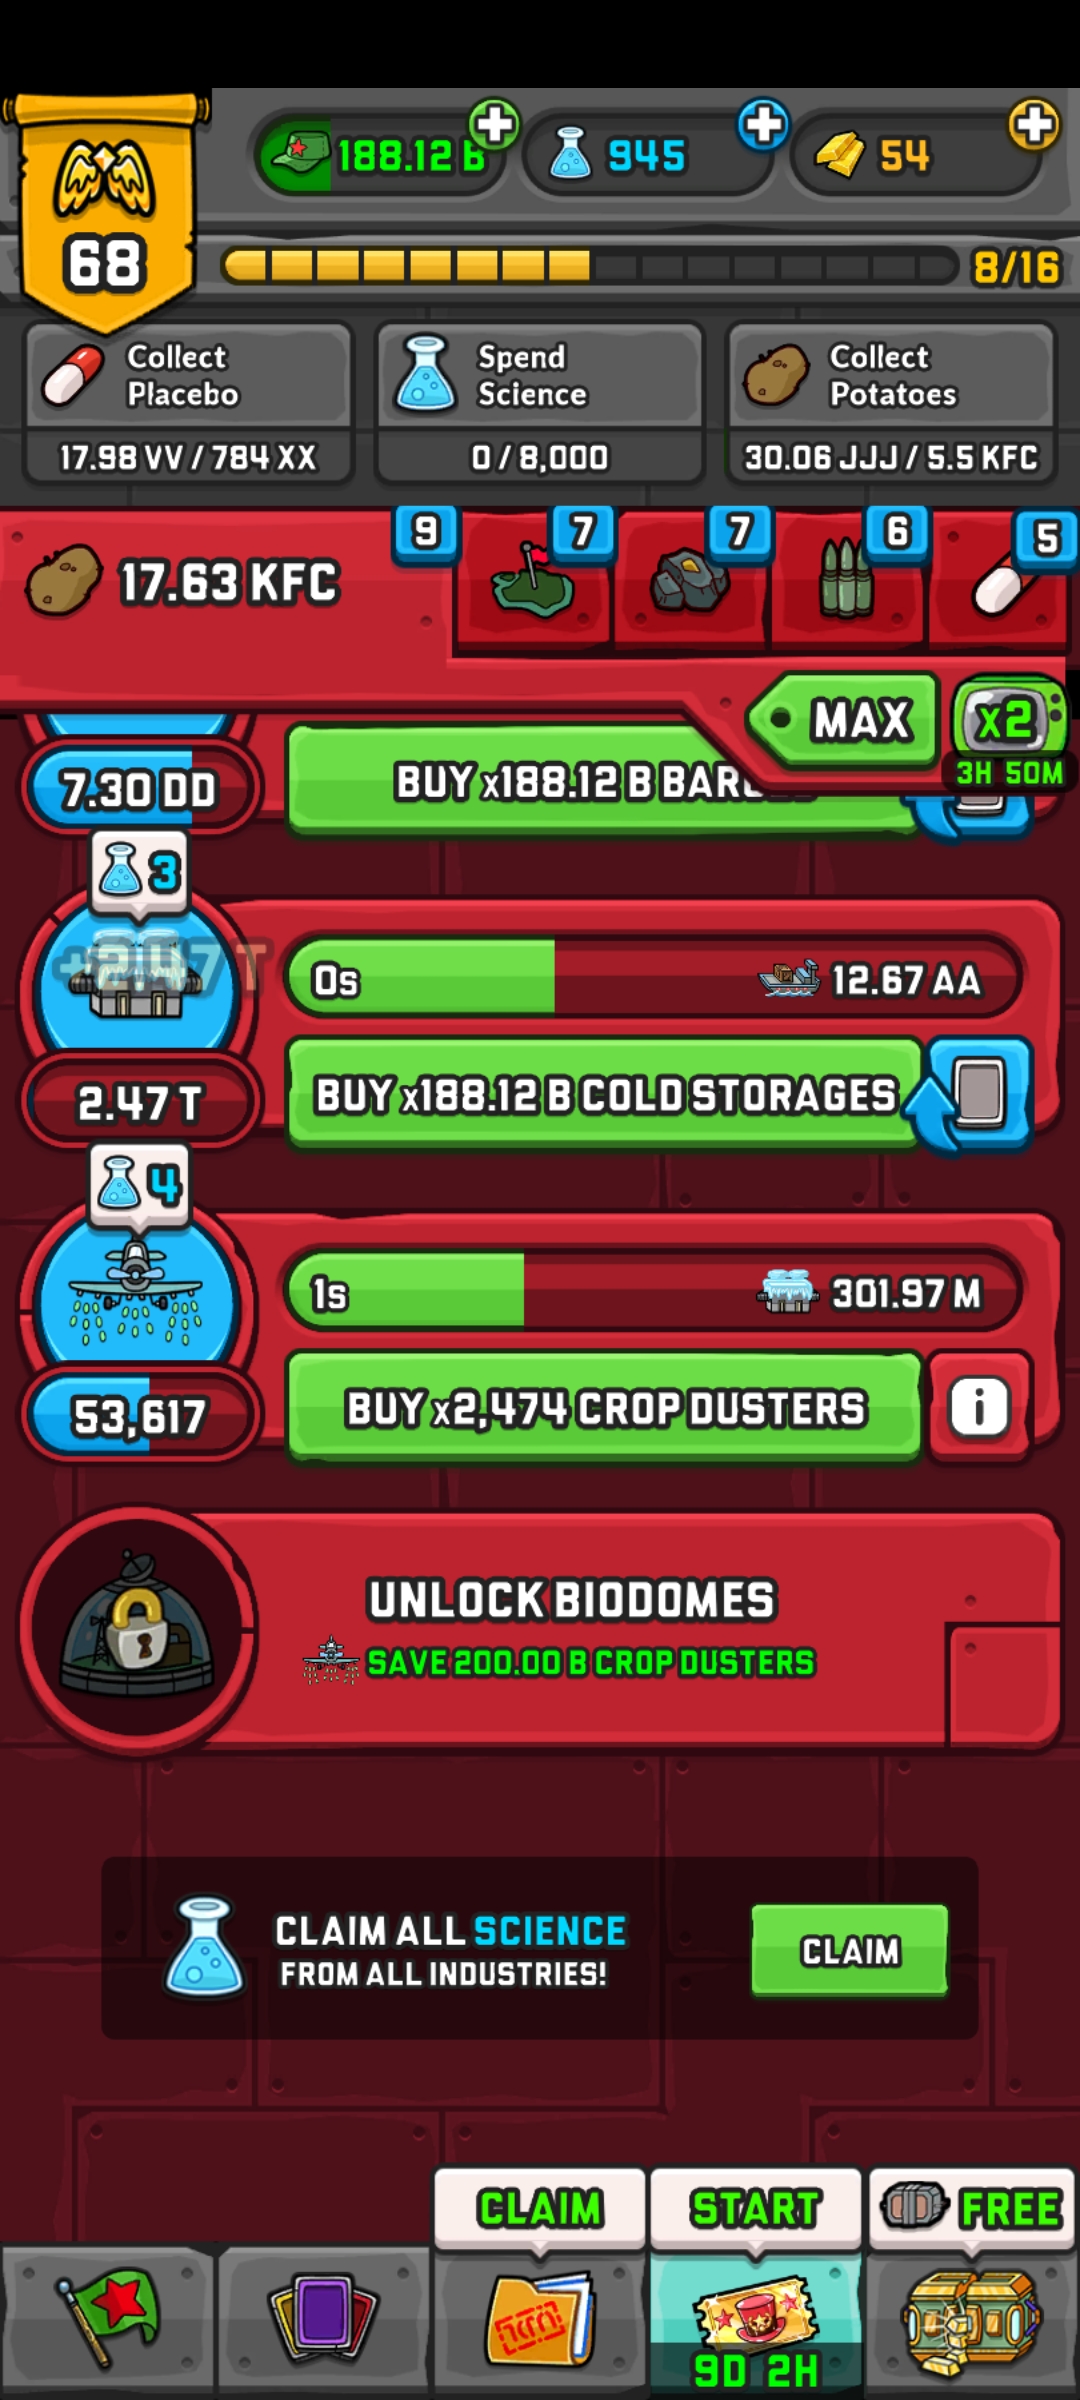 188.12 B
945
54
68
8/16
Collect
Placebo
17.98 VV / 784 XX
Spend
Science
0 / 8,000
Collect
Potatoes
30.06 JJJ / 5.5 KFC
17.63 KFC
9
7
7
6
5
MAX
x2
3H 50M
7.30 DD
BUY x188.12 B
3
+2.47 T
0s
12.67 AA
2.47 T
BUY x188.12 B COLD STORAGES
4
1s
301.97 M
53,617
BUY x2,474 CROP DUSTERS
i
UNLOCK BIODOMES
SAVE 200.00 B CROP DUSTERS
CLAIM ALL SCIENCE
FROM ALL INDUSTRIES!
CLAIM
CLAIM
START
FREE
9D 2H